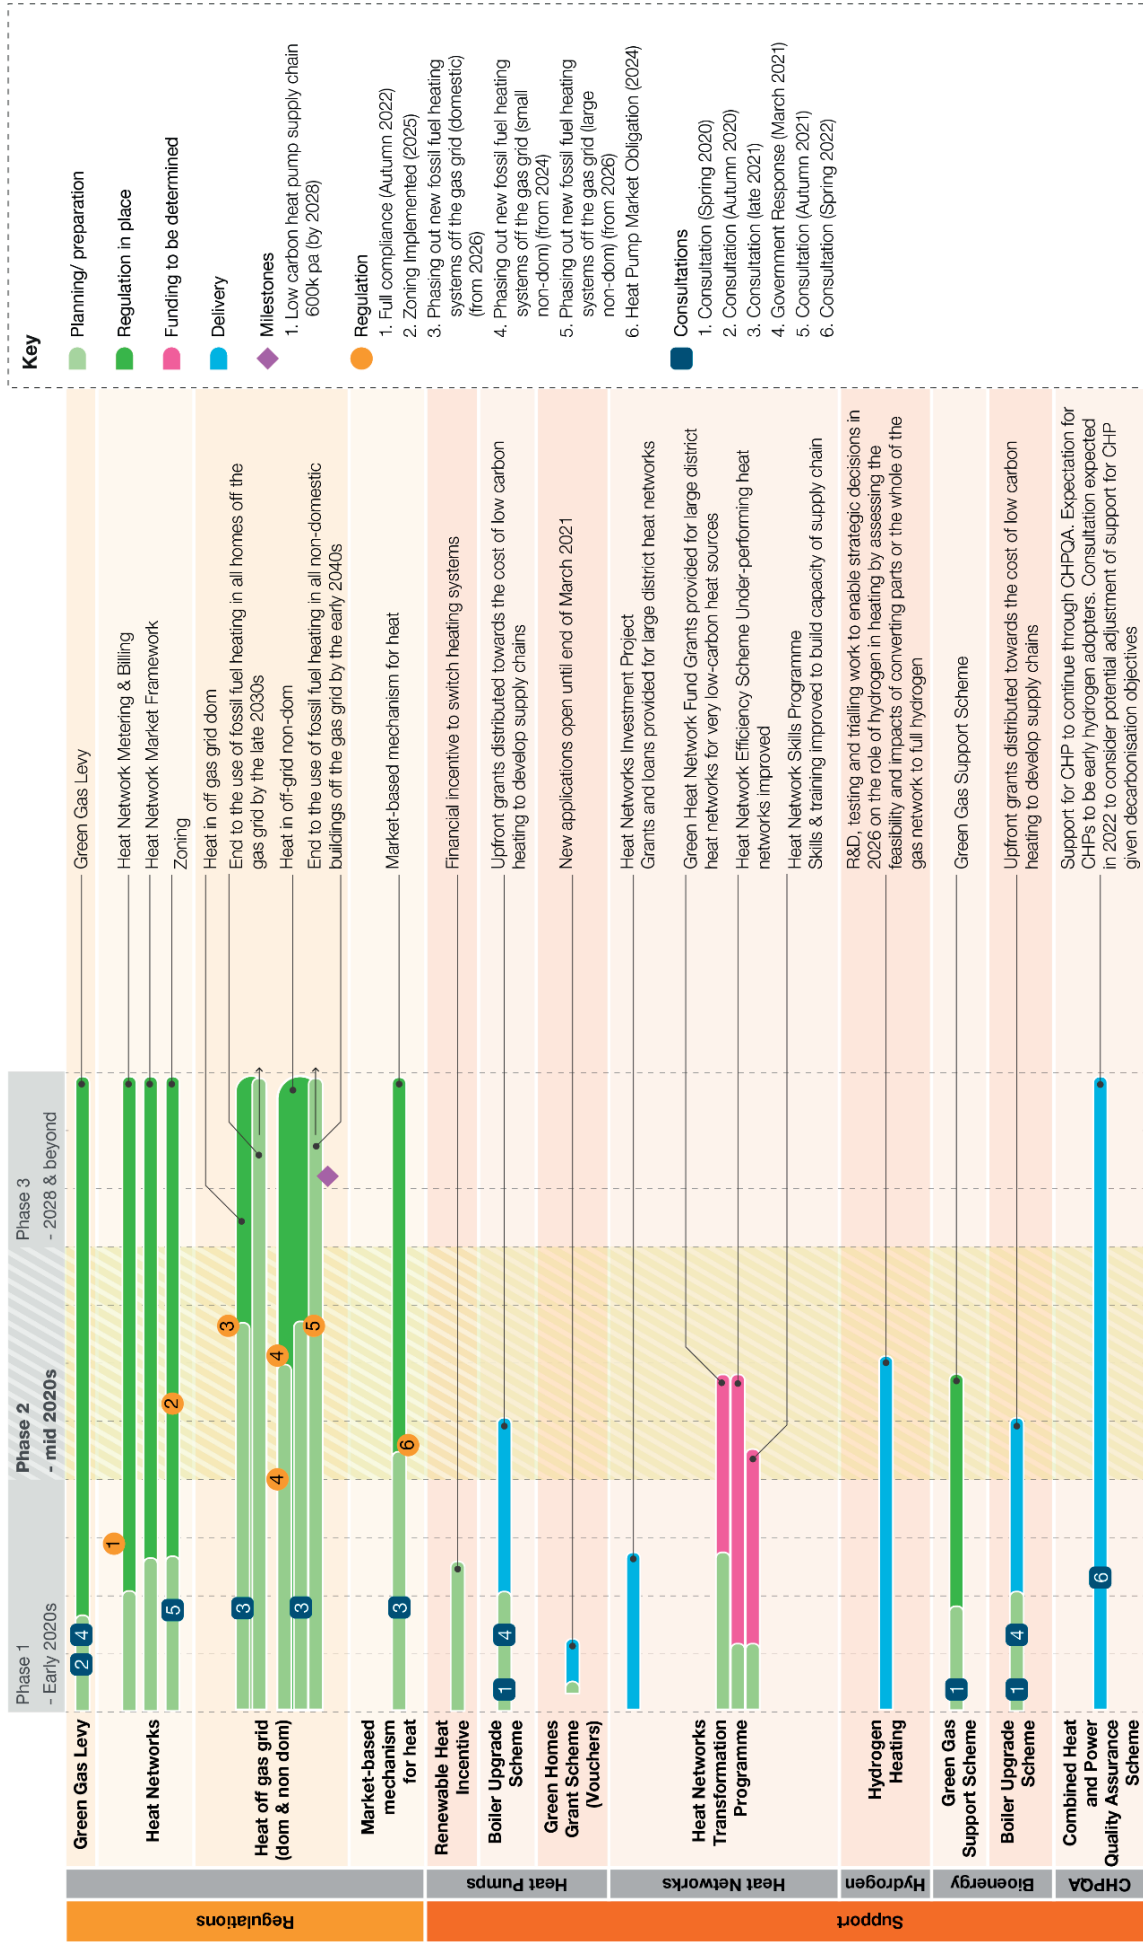 Phase 1
- Early 2020s
Phase 2
- mid 2020s
Phase 3
- 2028 & beyond
Regulations
Green Gas Levy
2
4
Green Gas Levy
Heat Networks
1
5
2
Heat Network Metering & Billing
Heat Network Market Framework
Zoning
Heat off gas grid
(dom & non dom)
3
3
3
4
4
5
Heat in off gas grid dom
End to the use of fossil fuel heating in all homes off the
gas grid by the late 2030s
Heat in off-grid non-dom
End to the use of fossil fuel heating in all non-domestic
buildings off the gas grid by the early 2040s
Market-based
mechanism
for heat
3
6
Market-based mechanism for heat
Support
Heat Pumps
Renewable Heat
Incentive
Financial incentive to switch heating systems
Boiler Upgrade
Scheme
1
4
Upfront grants distributed towards the cost of low carbon
heating to develop supply chains
Green Homes
Grant Scheme
(Vouchers)
New applications open until end of March 2021
Heat Networks
Heat Networks
Transformation
Programme
Heat Networks Investment Project
Grants and loans provided for large district heat networks
Green Heat Network Fund Grants provided for large district
heat networks for very low-carbon heat sources
Heat Network Efficiency Scheme Under-performing heat
networks improved
Heat Network Skills Programme
Skills & training improved to build capacity of supply chain
Hydrogen
Hydrogen
Heating
R&D, testing and trialling work to enable strategic decisions in
2026 on the role of hydrogen in heating by assessing the
feasibility and impacts of converting parts or the whole of the
gas network to full hydrogen
Bioenergy
Green Gas
Support Scheme
1
Green Gas Support Scheme
Boiler Upgrade
Scheme
1
4
Upfront grants distributed towards the cost of low carbon
heating to develop supply chains
CHPQA
Combined Heat
and Power
Quality Assurance
Scheme
6
Support for CHP to continue through CHPQA. Expectation for
CHPs to be early hydrogen adopters. Consultation expected
in 2022 to consider potential adjustment of support for CHP
given decarbonisation objectives
Key
Planning/ preparation
Regulation in place
Funding to be determined
Delivery
Milestones
1. Low carbon heat pump supply chain
600k pa (by 2028)
Regulation
1. Full compliance (Autumn 2022)
2. Zoning Implemented (2025)
3. Phasing out new fossil fuel heating
systems off the gas grid (domestic)
(from 2026)
4. Phasing out new fossil fuel heating
systems off the gas grid (small
non-dom) (from 2024)
5. Phasing out new fossil fuel heating
systems off the gas grid (large
non-dom) (from 2026)
6. Heat Pump Market Obligation (2024)
Consultations
1. Consultation (Spring 2020)
2. Consultation (Autumn 2020)
3. Consultation (late 2021)
4. Government Response (March 2021)
5. Consultation (Autumn 2021)
6. Consultation (Spring 2022)